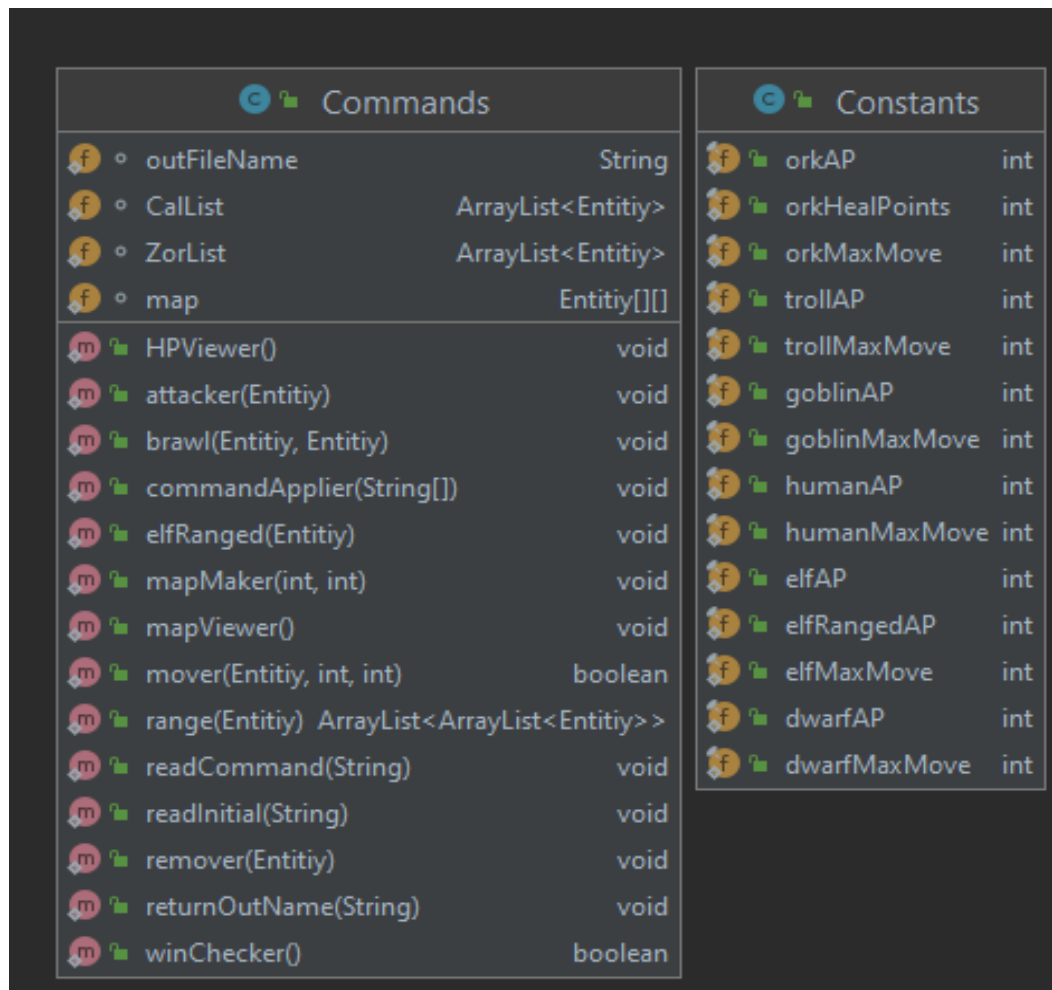 Commands
outFileName String
CalList ArrayList<Entitiy>
ZorList ArrayList<Entitiy>
map Entitiy[][]
HPViewer() void
attacker(Entitiy) void
brawl(Entitiy, Entitiy) void
commandApplier(String[]) void
elfRanged(Entitiy) void
mapMaker(int, int) void
mapViewer() void
mover(Entitiy, int, int) boolean
range(Entitiy) ArrayList<ArrayList<Entitiy>>
readCommand(String) void
readInitial(String) void
remover(Entitiy) void
returnOutName(String) void
winChecker() boolean
Constants
orkAP int
orkHealPoints int
orkMaxMove int
trollAP int
trollMaxMove int
goblinAP int
goblinMaxMove int
humanAP int
humanMaxMove int
elfAP int
elfRangedAP int
elfMaxMove int
dwarfAP int
dwarfMaxMove int